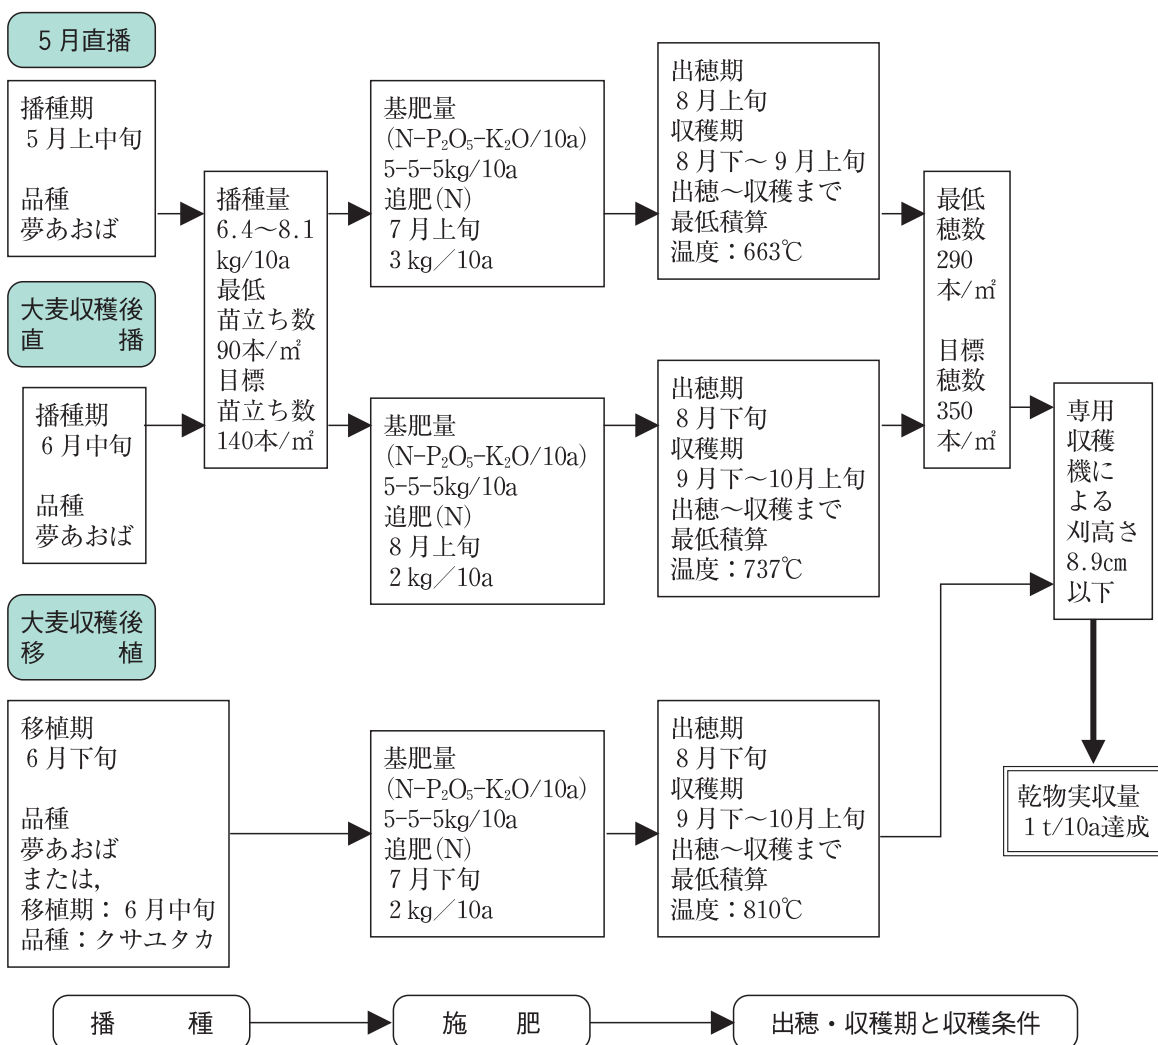 5月直播
播種期
5月上中旬
品種
夢あおば
大麦収穫後
直播
播種期
6月中旬
品種
夢あおば
播種量
6.4〜8.1
kg/10a
最低
苗立ち数
90本/㎡
目標
苗立ち数
140本/㎡
基肥量
(N-P₂O₅-K₂O/10a)
5-5-5kg/10a
追肥(N)
7月上旬
3kg/10a
基肥量
(N-P₂O₅-K₂O/10a)
5-5-5kg/10a
追肥(N)
8月上旬
2kg/10a
出穂期
8月上旬
収穫期
8月下〜9月上旬
出穂〜収穫まで
最低積算
温度：663℃
出穂期
8月下旬
収穫期
9月下〜10月上旬
出穂〜収穫まで
最低積算
温度：737℃
最低
穂数
290
本/㎡
目標
穂数
350
本/㎡
専用
収穫
機に
よる
刈高さ
8.9cm
以下
大麦収穫後
移植
移植期
6月下旬
品種
夢あおば
または，
移植期：6月中旬
品種：クサユタカ
基肥量
(N-P₂O₅-K₂O/10a)
5-5-5kg/10a
追肥(N)
7月下旬
2kg/10a
出穂期
8月下旬
収穫期
9月下〜10月上旬
出穂〜収穫まで
最低積算
温度：810℃
乾物実収量
1t/10a達成
播種
施肥
出穂・収穫期と収穫条件